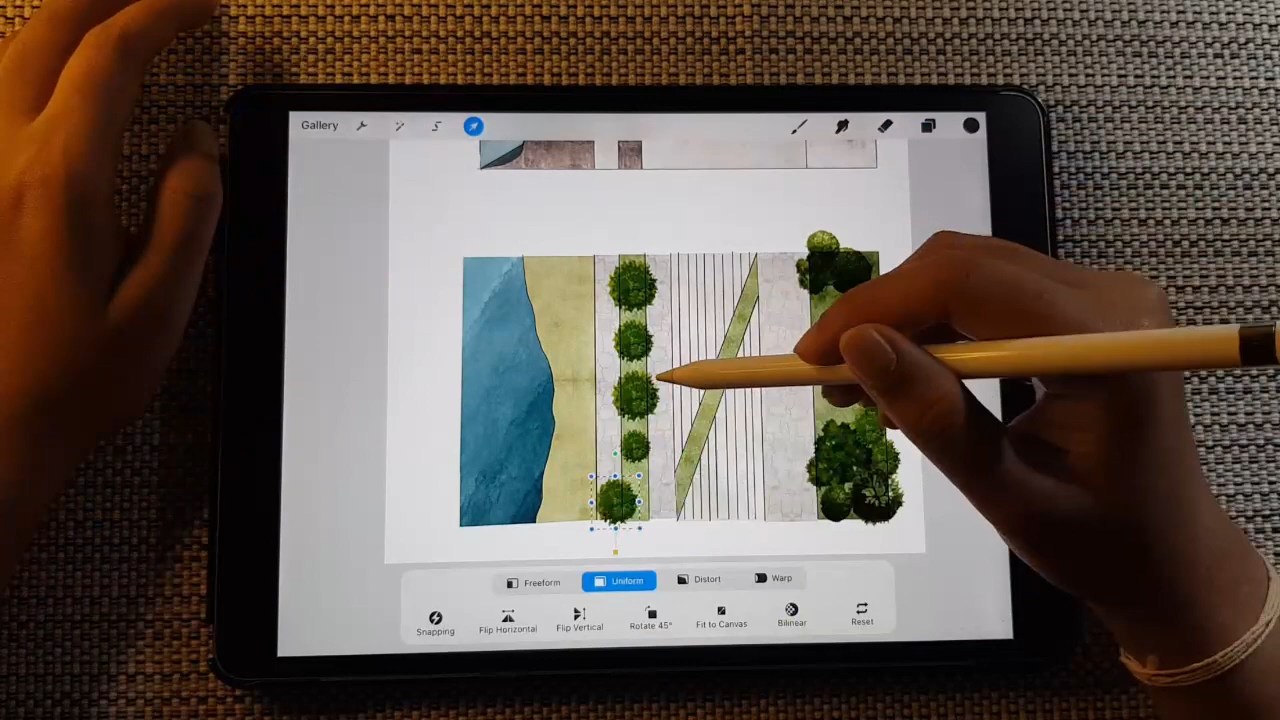 Gallery
Freeform Uniform Distort Warp
Snapping Flip Horizontal Flip Vertical Rotate 45° Fit to Canvas Bilinear Reset